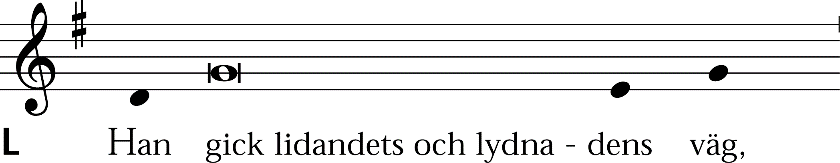 L Han gick lidandets och lydna - dens väg,